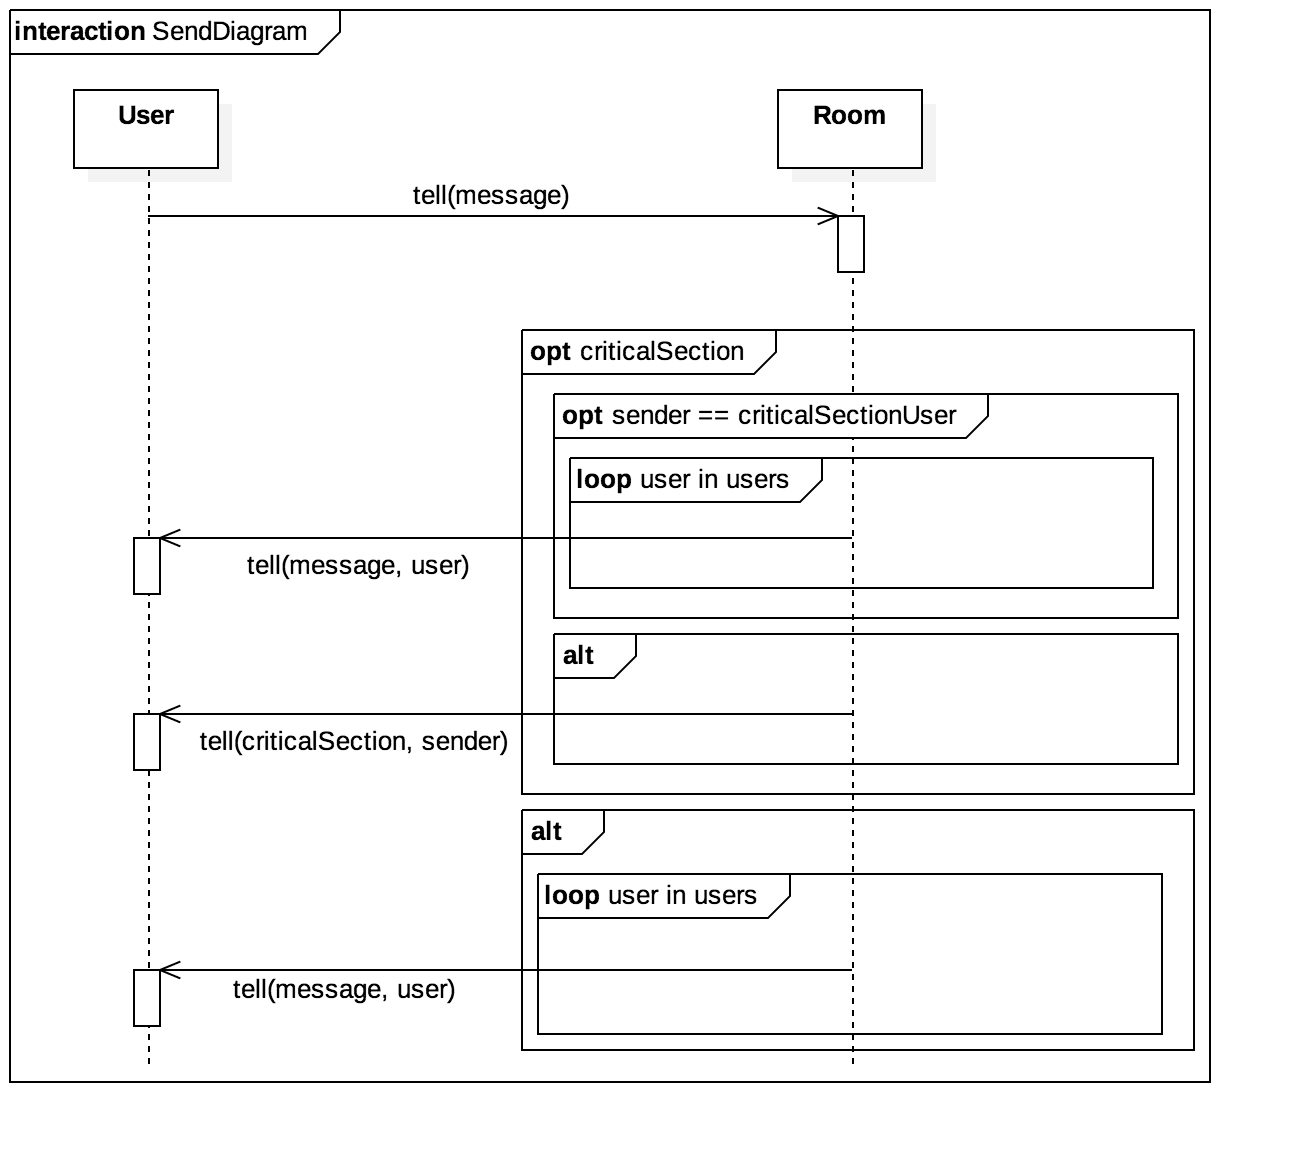 interaction SendDiagram
User
Room
tell(message)
opt criticalSection
opt sender == criticalSectionUser
loop user in users
tell(message, user)
alt
tell(criticalSection, sender)
alt
loop user in users
tell(message, user)